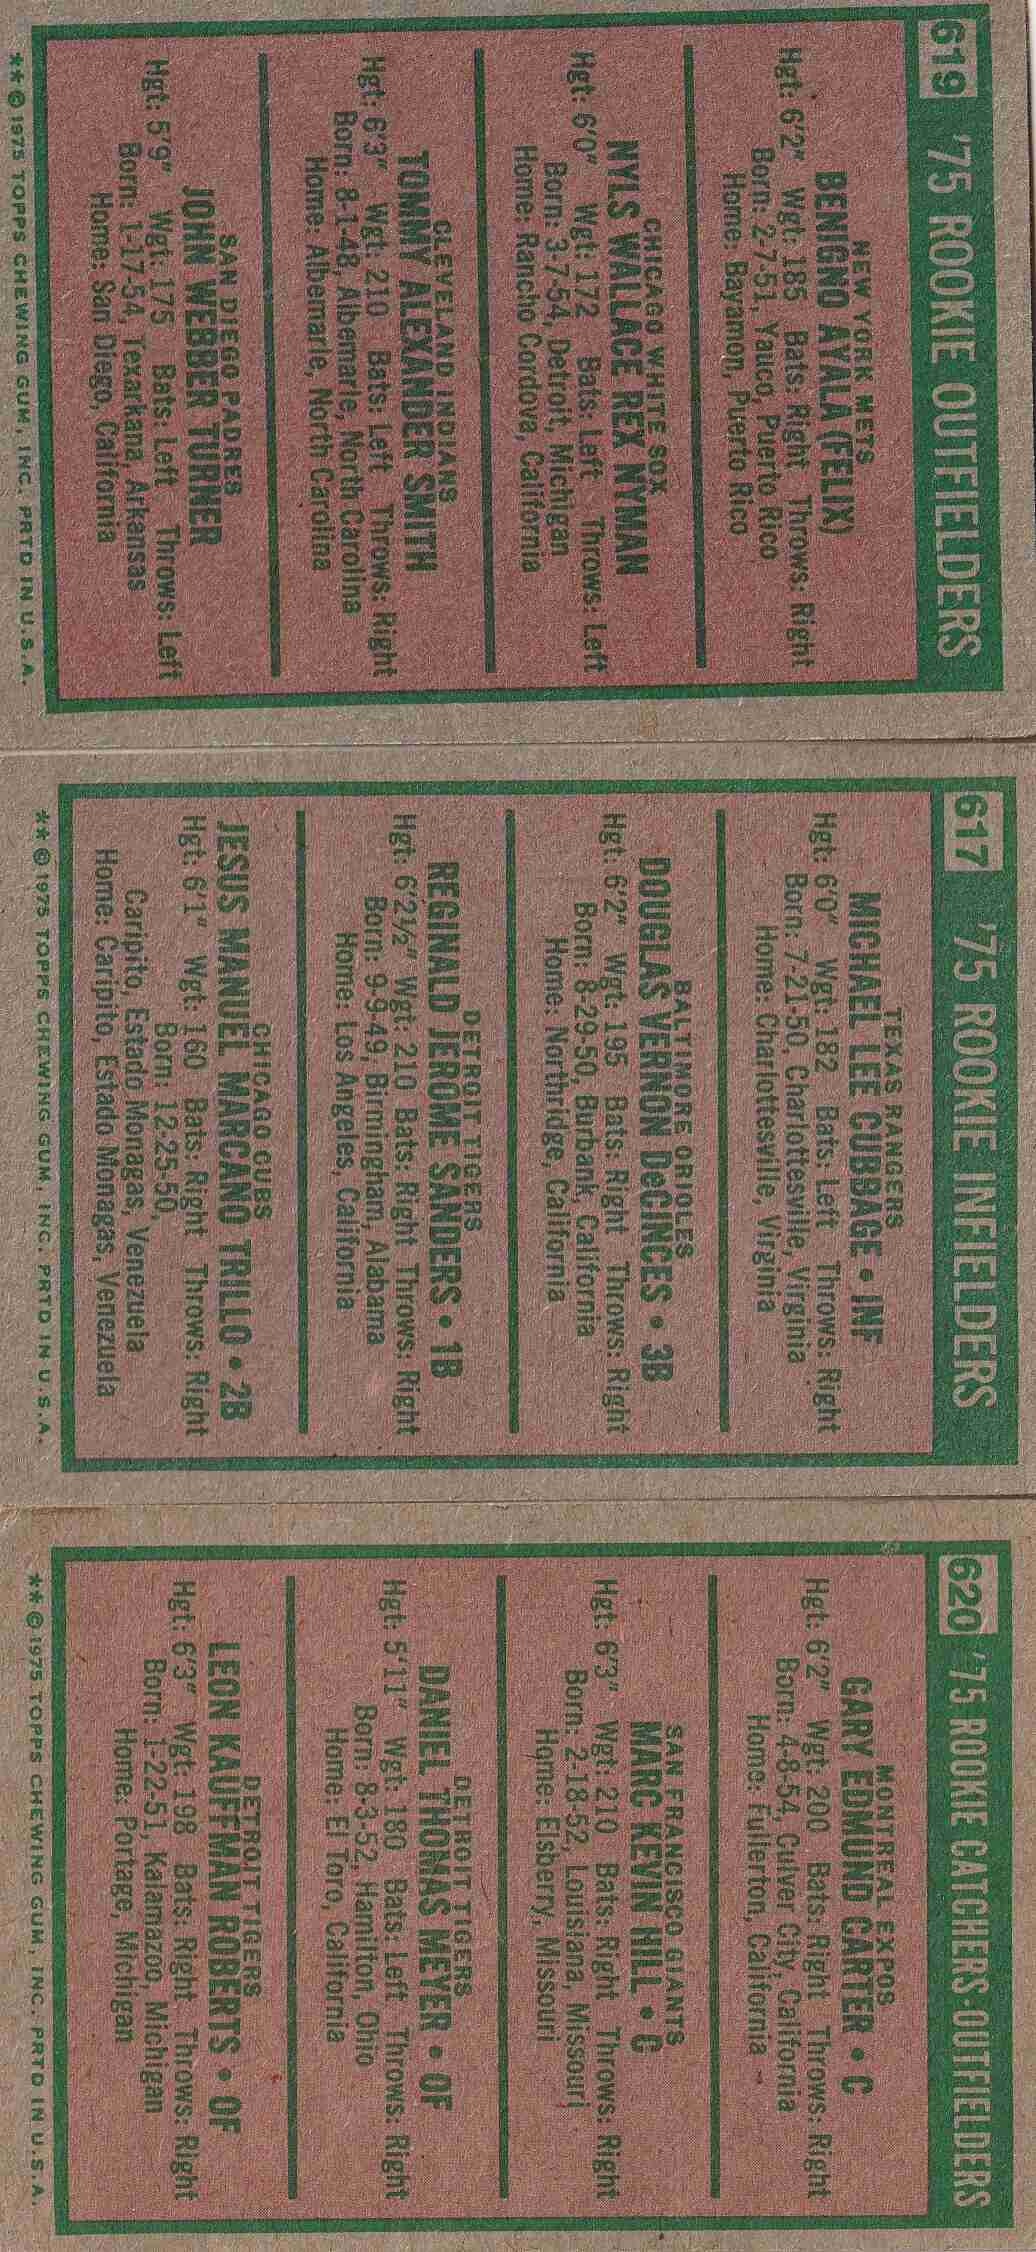 619 '75 ROOKIE OUTFIELDERS
NEW YORK METS
BENIGNO AYALA (FELIX)
Hgt: 6'2" Wgt: 185 Bats: Right Throws: Right
Born: 2-7-51, Yauco, Puerto Rico
Home: Bayamon, Puerto Rico
CHICAGO WHITE SOX
NYLS WALLACE REX NYMAN
Hgt: 6'0" Wgt: 172 Bats: Left Throws: Left
Born: 3-7-54, Detroit, Michigan
Home: Rancho Cordova, California
CLEVELAND INDIANS
TOMMY ALEXANDER SMITH
Hgt: 6'3" Wgt: 210 Bats: Left Throws: Right
Born: 8-1-48, Albemarle, North Carolina
Home: Albemarle, North Carolina
SAN DIEGO PADRES
JOHN WEBBER TURNER
Hgt: 5'9" Wgt: 175 Bats: Left Throws: Left
Born: 1-17-54, Texarkana, Arkansas
Home: San Diego, California
**© 1975 TOPPS CHEWING GUM, INC. PRTD IN U.S.A.
617 '75 ROOKIE INFIELDERS
TEXAS RANGERS
MICHAEL LEE CUBBAGE • INF
Hgt: 6'0" Wgt: 182 Bats: Left Throws: Right
Born: 7-21-50, Charlottesville, Virginia
Home: Charlottesville, Virginia
BALTIMORE ORIOLES
DOUGLAS VERNON DeCINCES • 3B
Hgt: 6'2" Wgt: 195 Bats: Right Throws: Right
Born: 8-29-50, Burbank, California
Home: Northridge, California
DETROIT TIGERS
REGINALD JEROME SANDERS • 1B
Hgt: 6'2½" Wgt: 210 Bats: Right Throws: Right
Born: 9-9-49, Birmingham, Alabama
Home: Los Angeles, California
CHICAGO CUBS
JESUS MANUEL MARCANO TRILLO • 2B
Hgt: 6'1" Wgt: 160 Bats: Right Throws: Right
Born: 12-25-50,
Caripito, Estado Monagas, Venezuela
Home: Caripito, Estado Monagas, Venezuela
**© 1975 TOPPS CHEWING GUM, INC. PRTD IN U.S.A.
620 '75 ROOKIE CATCHERS-OUTFIELDERS
MONTREAL EXPOS
GARY EDMUND CARTER • C
Hgt: 6'2" Wgt: 200 Bats: Right Throws: Right
Born: 4-8-54, Culver City, California
Home: Fullerton, California
SAN FRANCISCO GIANTS
MARC KEVIN HILL • C
Hgt: 6'3" Wgt: 210 Bats: Right Throws: Right
Born: 2-18-52, Louisiana, Missouri
Home: Elsberry, Missouri
DETROIT TIGERS
DANIEL THOMAS MEYER • OF
Hgt: 5'11" Wgt: 180 Bats: Left Throws: Right
Born: 8-3-52, Hamilton, Ohio
Home: El Toro, California
DETROIT TIGERS
LEON KAUFMAN ROBERTS • OF
Hgt: 6'3" Wgt: 198 Bats: Right Throws: Right
Born: 1-22-51, Kalamazoo, Michigan
Home: Portage, Michigan
**© 1975 TOPPS CHEWING GUM, INC. PRTD IN U.S.A.